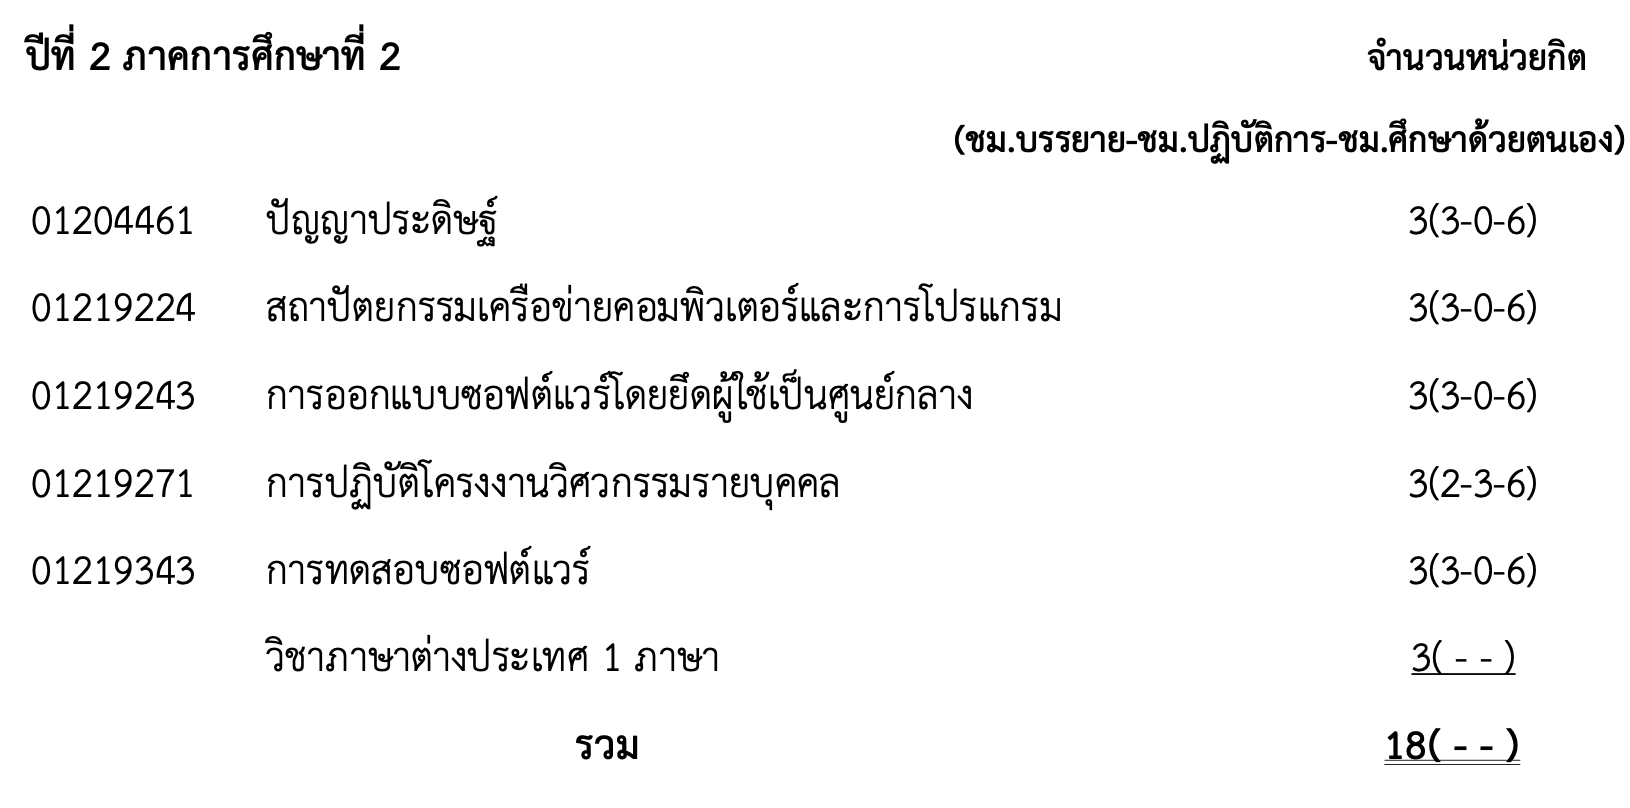 ปีที่ 2 ภาคการศึกษาที่ 2 จำนวนหน่วยกิต
(ชม.บรรยาย-ชม.ปฏิบัติการ-ชม.ศึกษาด้วยตนเอง)
01204461 ปัญญาประดิษฐ์ 3(3-0-6)
01219224 สถาปัตยกรรมเครือข่ายคอมพิวเตอร์และการโปรแกรม 3(3-0-6)
01219243 การออกแบบซอฟต์แวร์โดยยึดผู้ใช้เป็นศูนย์กลาง 3(3-0-6)
01219271 การปฏิบัติโครงงานวิศวกรรมรายบุคคล 3(2-3-6)
01219343 การทดสอบซอฟต์แวร์ 3(3-0-6)
วิชาภาษาต่างประเทศ 1 ภาษา 3( - - )
รวม 18( - - )